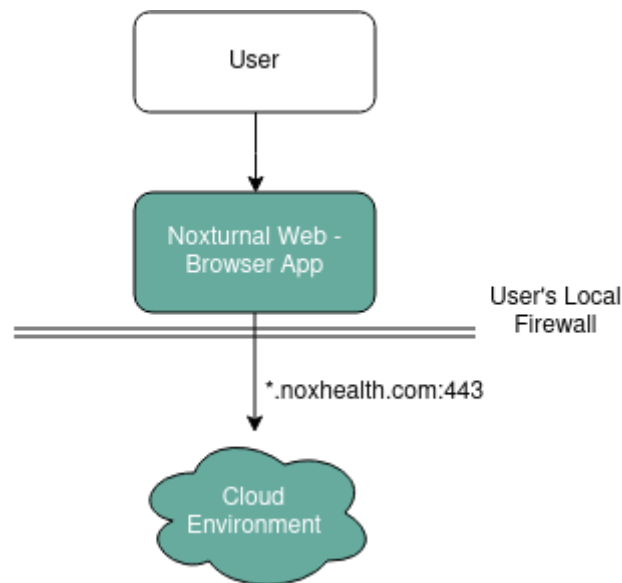 User
Noxturnal Web -
Browser App
User's Local
Firewall
*.noxhealth.com:443
Cloud
Environment